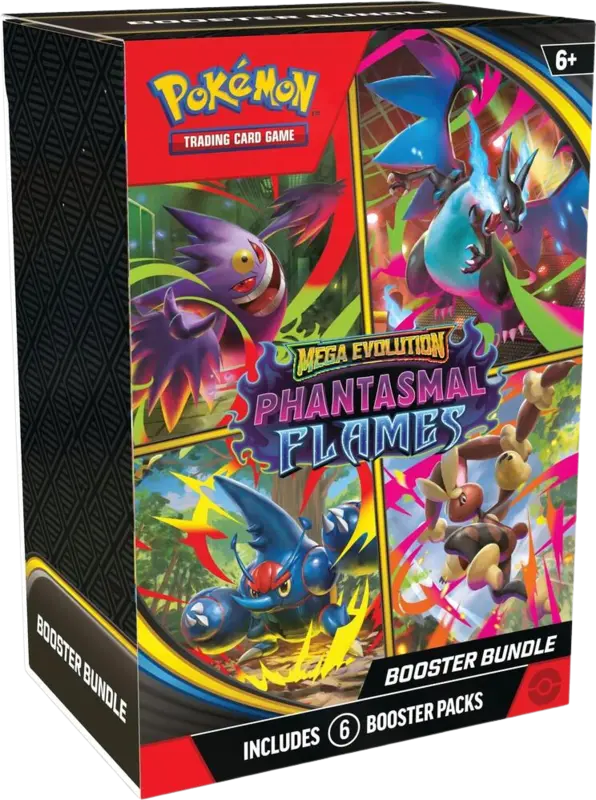 POKéMON
TRADING CARD GAME
6+
MEGA EVOLUTION
PHANTASMAL
FLAMES
BOOSTER BUNDLE
INCLUDES 6 BOOSTER PACKS
BOOSTER BUNDLE